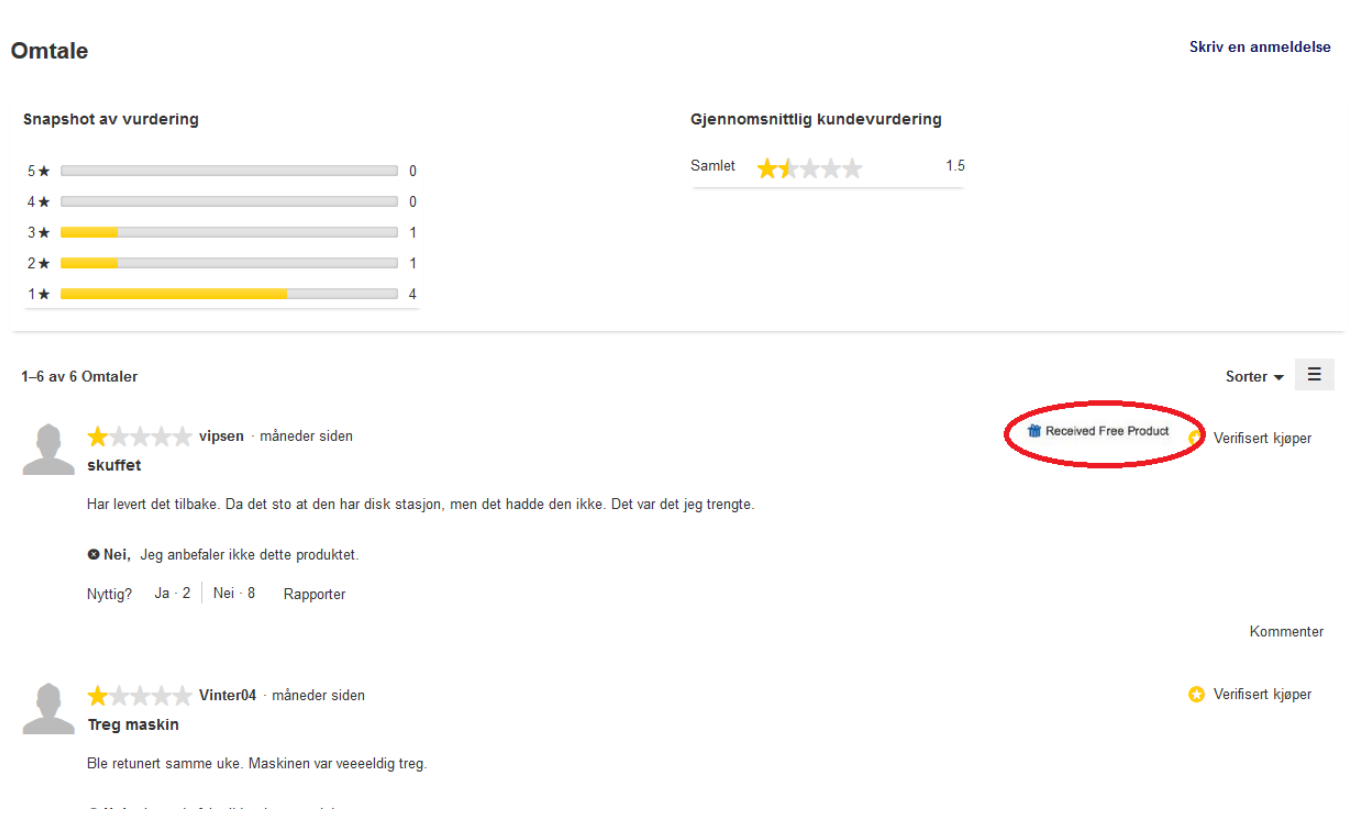 Omtale
Skriv en anmeldelse
Snapshot av vurdering
Gjennomsnittlig kundevurdering
5★ 0
4★ 0
3★ 1
2★ 1
1★ 4
Samlet 1.5
1–6 av 6 Omtaler
Sorter
vipsen · måneder siden
Received Free Product
Verifisert kjøper
skuffet
Har levert det tilbake. Da det sto at den har disk stasjon, men det hadde den ikke. Det var det jeg trengte.
Nei, Jeg anbefaler ikke dette produktet.
Nyttig? Ja · 2 Nei · 8 Rapporter
Kommenter
Vinter04 · måneder siden
Verifisert kjøper
Treg maskin
Ble retunert samme uke. Maskinen var veeeeldig treg.